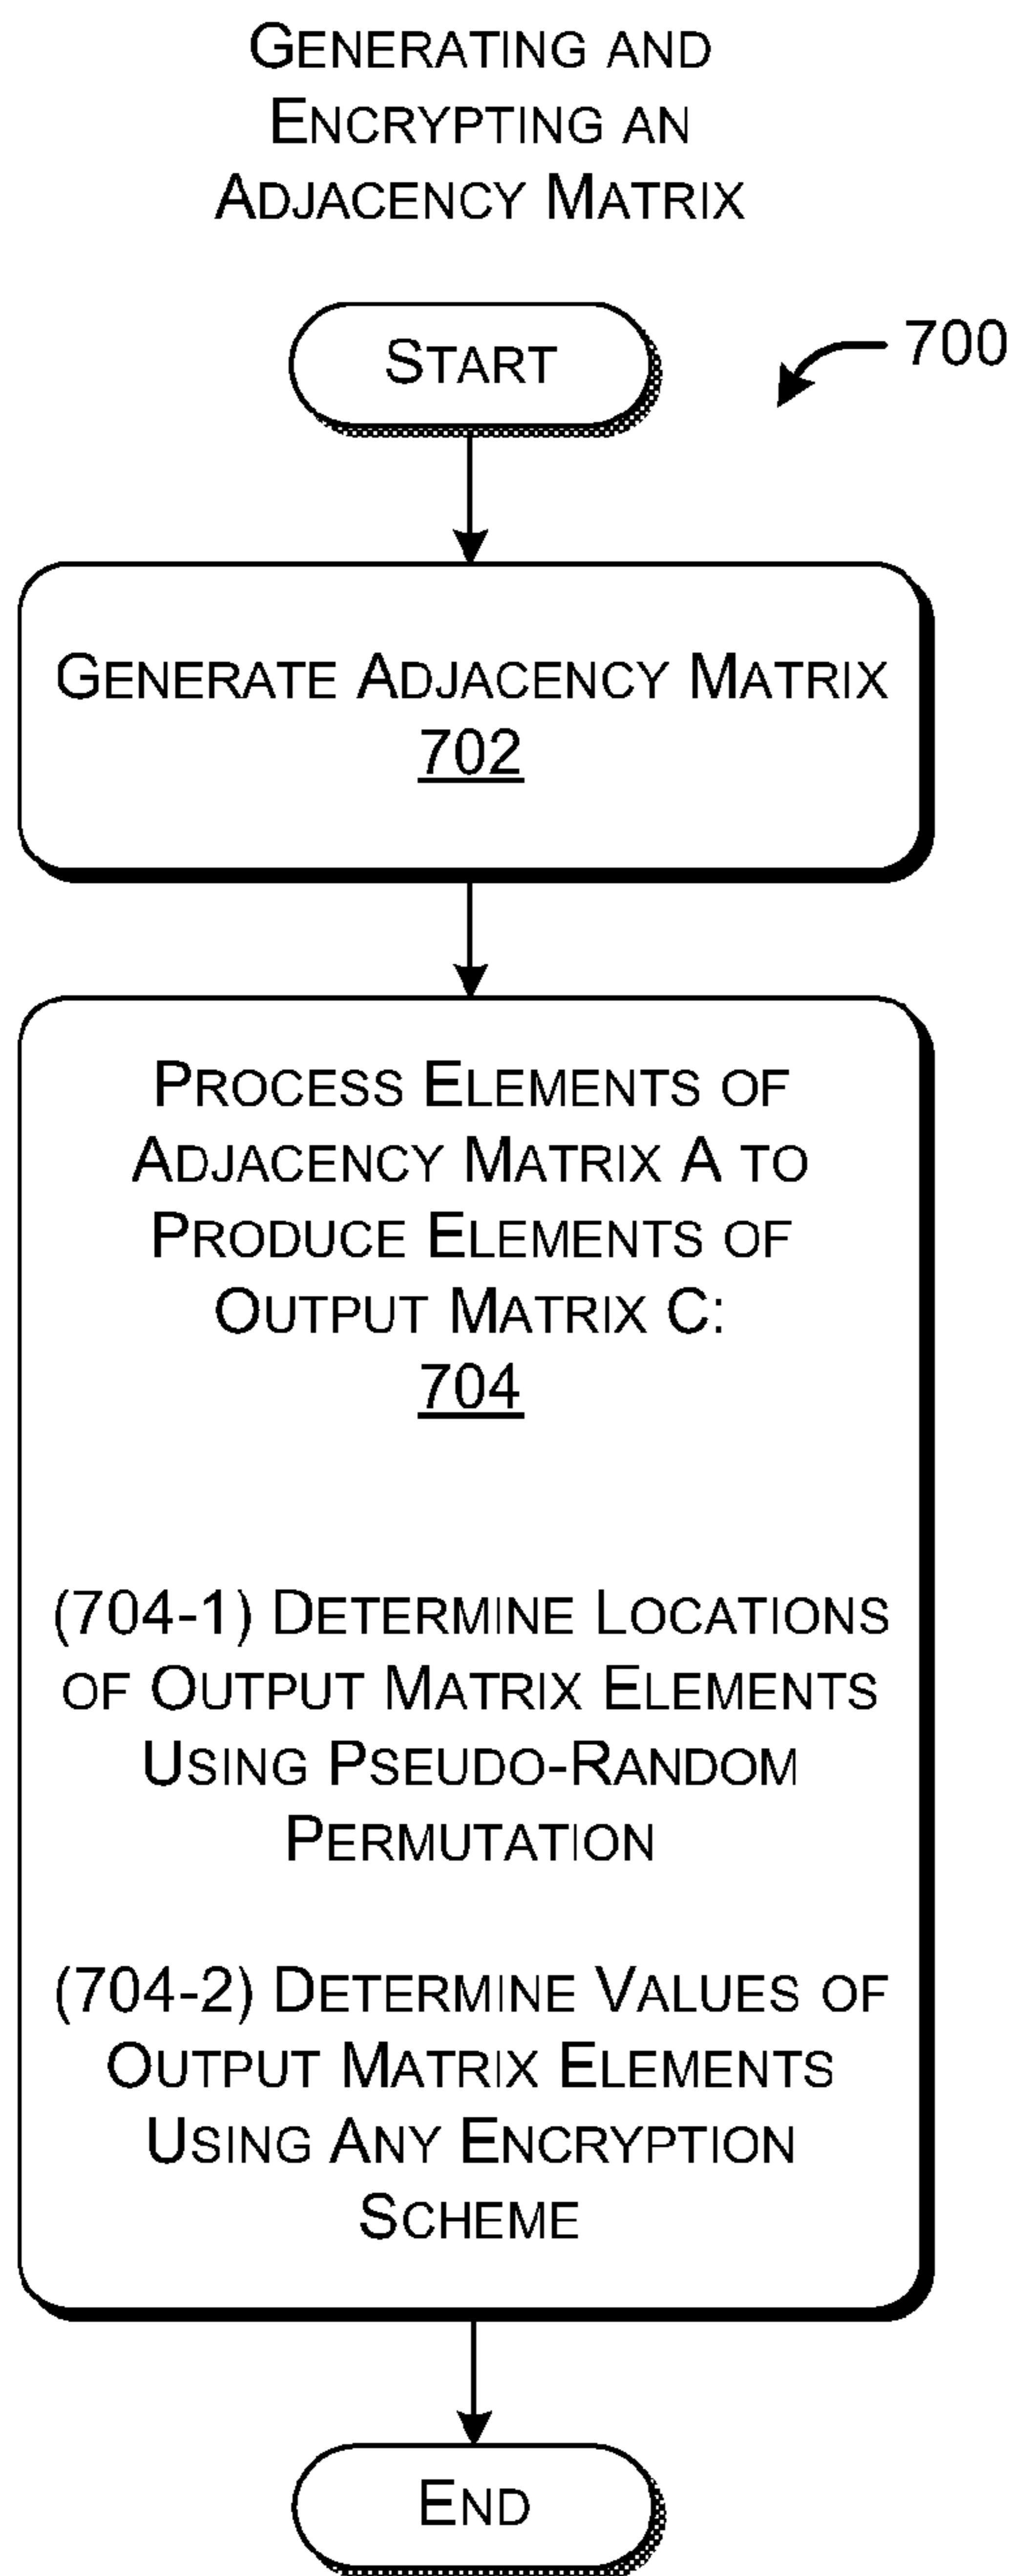 GENERATING AND
ENCRYPTING AN
ADJACENCY MATRIX
START
700
GENERATE ADJACENCY MATRIX
702
PROCESS ELEMENTS OF
ADJACENCY MATRIX A TO
PRODUCE ELEMENTS OF
OUTPUT MATRIX C:
704
(704-1) DETERMINE LOCATIONS
OF OUTPUT MATRIX ELEMENTS
USING PSEUDO-RANDOM
PERMUTATION
(704-2) DETERMINE VALUES OF
OUTPUT MATRIX ELEMENTS
USING ANY ENCRYPTION
SCHEME
END